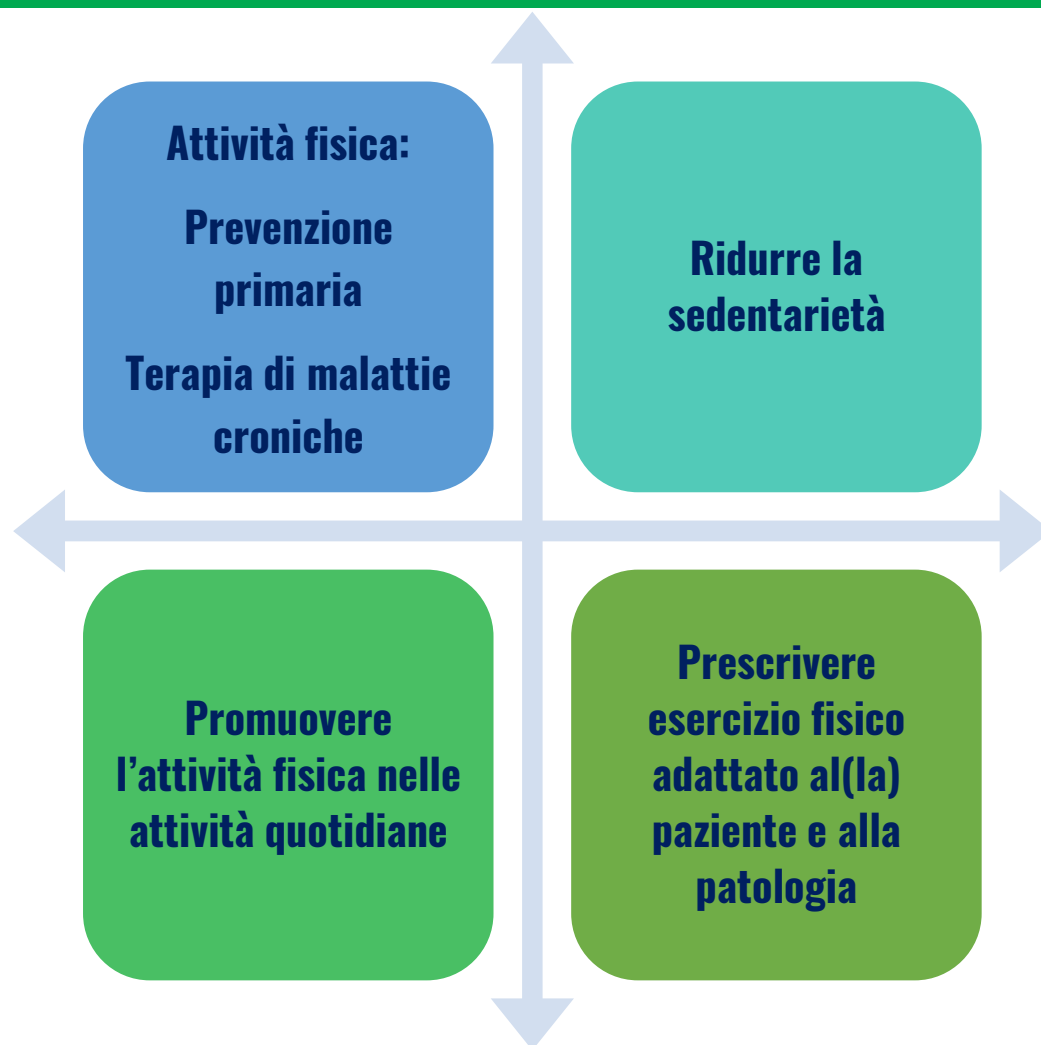 Attività fisica:
Prevenzione
primaria
Terapia di malattie
croniche
Ridurre la
sedentarietà
Promuovere
l’attività fisica nelle
attività quotidiane
Prescrivere
esercizio fisico
adattato al(la)
paziente e alla
patologia